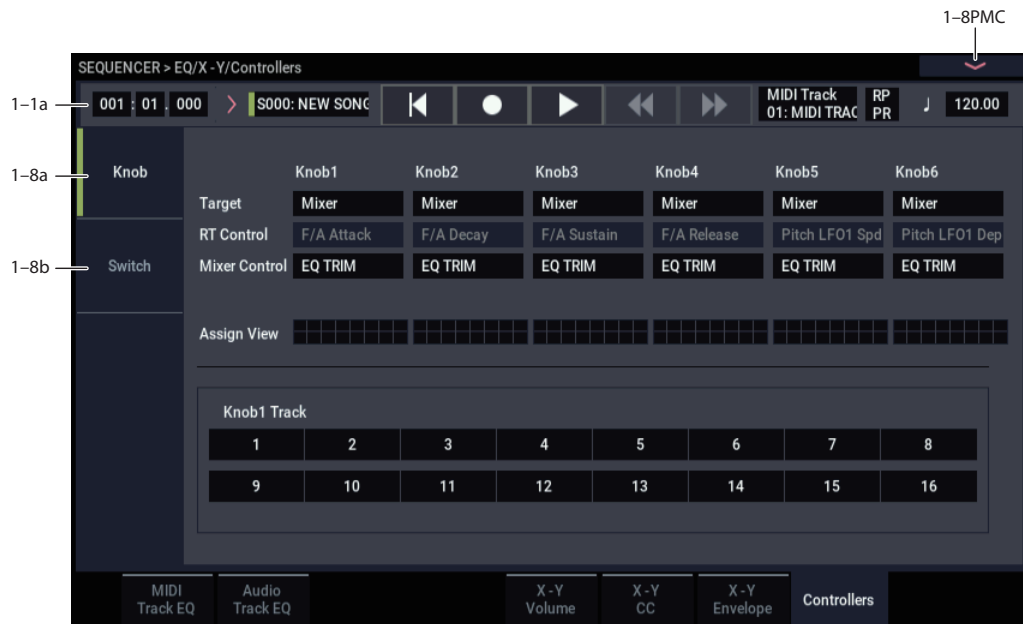 1–8PMC
SEQUENCER > EQ/X-Y/Controllers
1–1a
001 : 01 . 000
S000: NEW SONG
MIDI Track
01: MIDI TRAC
RP
PR
♩ 120.00
1–8a
Knob
Knob1 Knob2 Knob3 Knob4 Knob5 Knob6
Target Mixer Mixer Mixer Mixer Mixer Mixer
RT Control F/A Attack F/A Decay F/A Sustain F/A Release Pitch LFO1 Spd Pitch LFO1 Dep
1–8b
Switch
Mixer Control EQ TRIM EQ TRIM EQ TRIM EQ TRIM EQ TRIM EQ TRIM
Assign View
Knob1 Track
1 2 3 4 5 6 7 8
9 10 11 12 13 14 15 16
MIDI
Track EQ
Audio
Track EQ
X-Y
Volume
X-Y
CC
X-Y
Envelope
Controllers